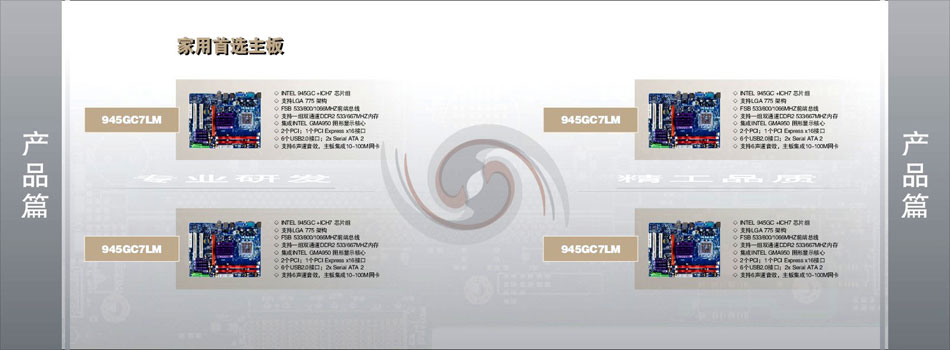 家用首选主板
产品篇
945GC7LM
◇ INTEL 945GC +ICH7 芯片组
◇ 支持LGA 775 架构
◇ FSB 533/800/1066MHZ前端总线
◇ 支持一组双通道DDR2 533/667MHZ内存
◇ 集成INTEL GMA950 图形显示核心
◇ 2个PCI；1个PCI Express x16接口
◇ 6个USB2.0接口；2x Serial ATA 2
◇ 支持6声道音效，主板集成10-100M网卡
945GC7LM
◇ INTEL 945GC +ICH7 芯片组
◇ 支持LGA 775 架构
◇ FSB 533/800/1066MHZ前端总线
◇ 支持一组双通道DDR2 533/667MHZ内存
◇ 集成INTEL GMA950 图形显示核心
◇ 2个PCI；1个PCI Express x16接口
◇ 6个USB2.0接口；2x Serial ATA 2
◇ 支持6声道音效，主板集成10-100M网卡
专业研发
精工品质
945GC7LM
◇ INTEL 945GC +ICH7 芯片组
◇ 支持LGA 775 架构
◇ FSB 533/800/1066MHZ前端总线
◇ 支持一组双通道DDR2 533/667MHZ内存
◇ 集成INTEL GMA950 图形显示核心
◇ 2个PCI；1个PCI Express x16接口
◇ 6个USB2.0接口；2x Serial ATA 2
◇ 支持6声道音效，主板集成10-100M网卡
945GC7LM
◇ INTEL 945GC +ICH7 芯片组
◇ 支持LGA 775 架构
◇ FSB 533/800/1066MHZ前端总线
◇ 支持一组双通道DDR2 533/667MHZ内存
◇ 集成INTEL GMA950 图形显示核心
◇ 2个PCI；1个PCI Express x16接口
◇ 6个USB2.0接口；2x Serial ATA 2
◇ 支持6声道音效，主板集成10-100M网卡
产品篇